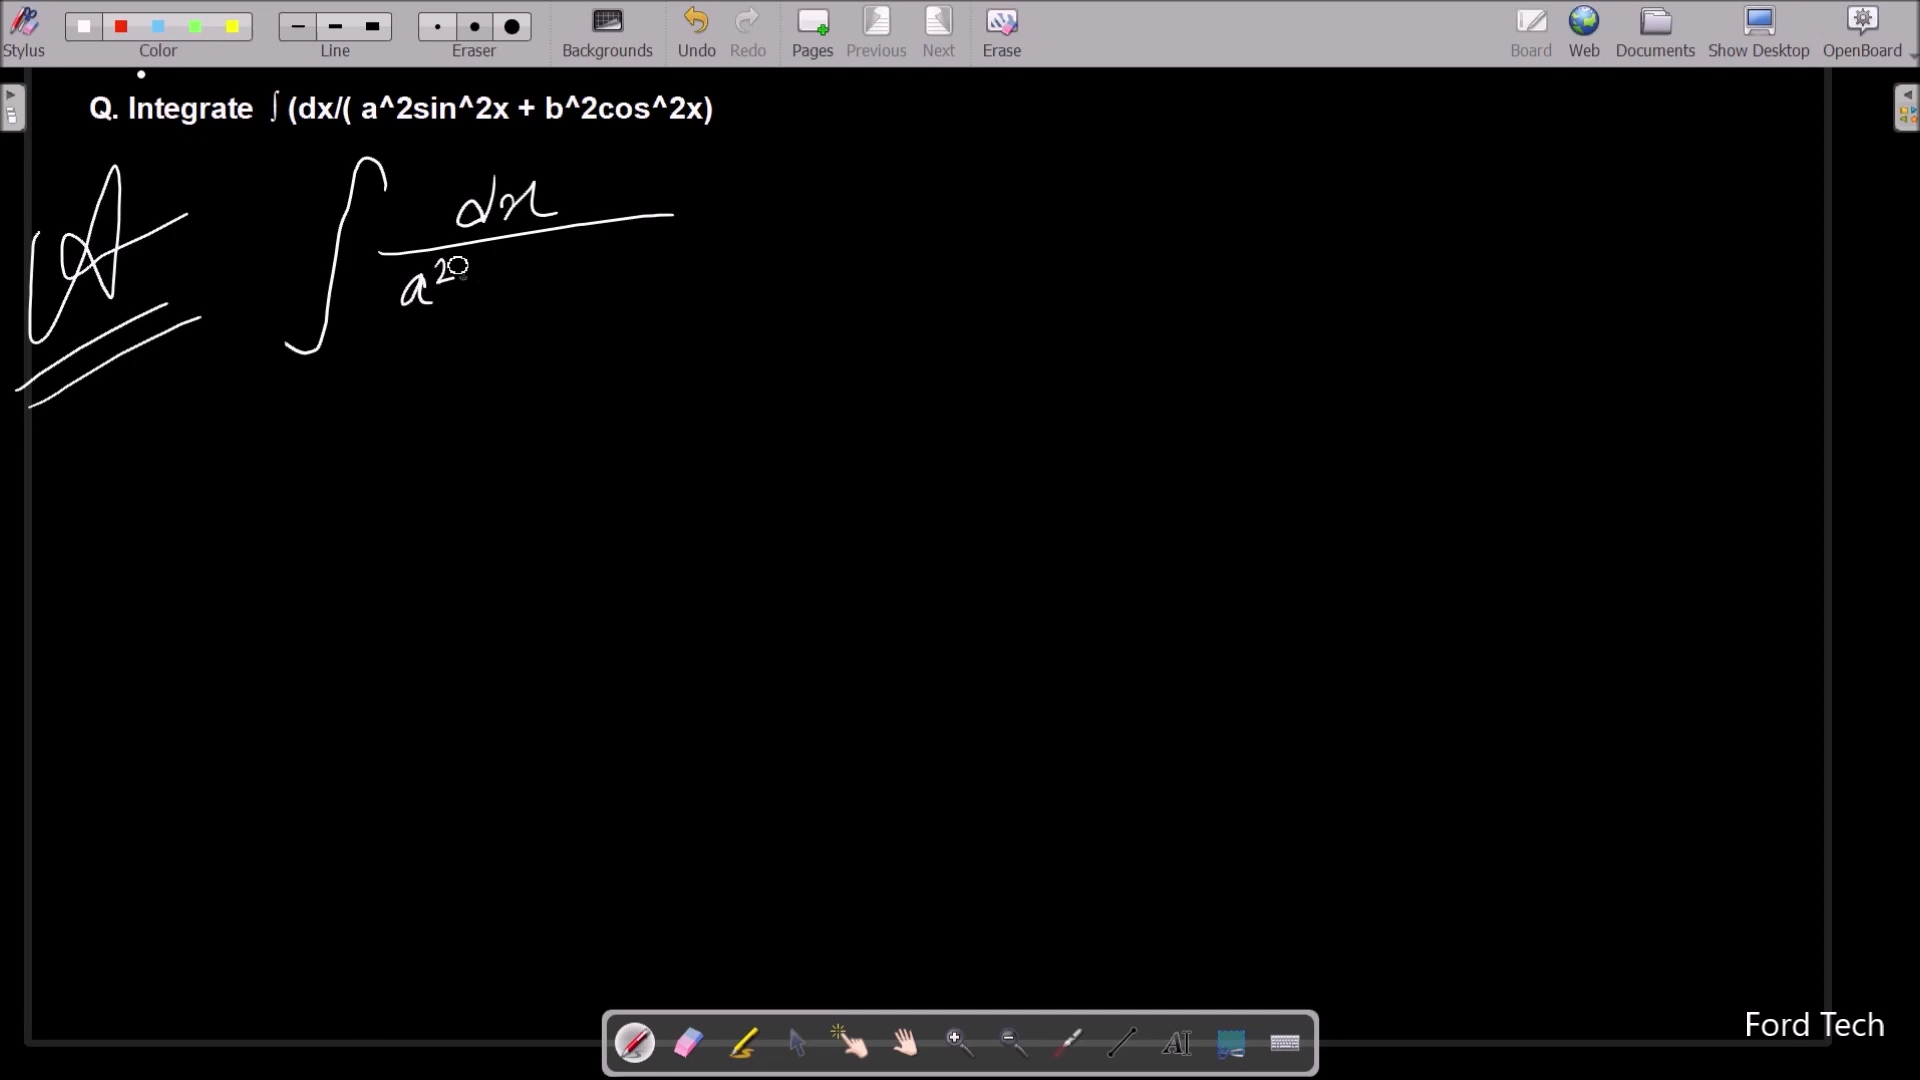 Stylus Color Line Eraser Backgrounds Undo Redo Pages Previous Next Erase Board Web Documents Show Desktop OpenBoard
Q. Integrate ∫(dx/( a^2sin^2x + b^2cos^2x)
A ∫ dx
a²
Ford Tech